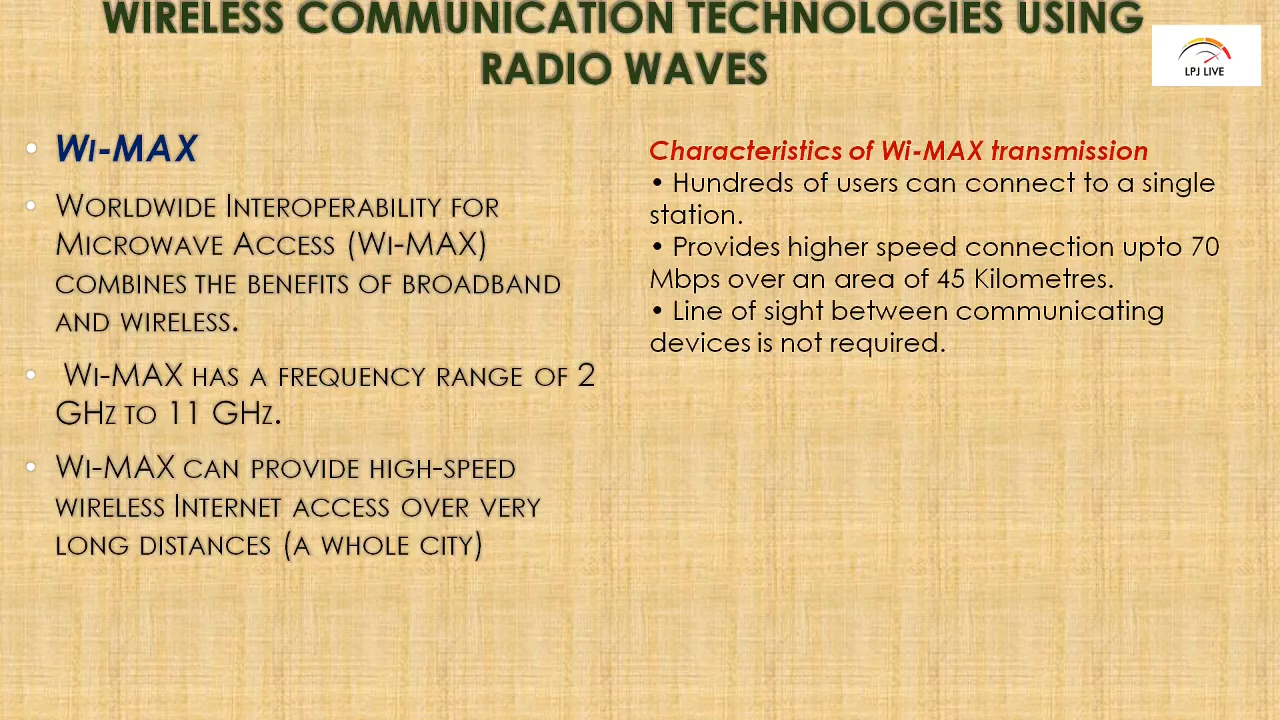 WIRELESS COMMUNICATION TECHNOLOGIES USING
RADIO WAVES
LPJ LIVE
• WI-MAX
• WORLDWIDE INTEROPERABILITY FOR
MICROWAVE ACCESS (WI-MAX)
COMBINES THE BENEFITS OF BROADBAND
AND WIRELESS.
• WI-MAX HAS A FREQUENCY RANGE OF 2
GHZ TO 11 GHZ.
• WI-MAX CAN PROVIDE HIGH-SPEED
WIRELESS INTERNET ACCESS OVER VERY
LONG DISTANCES (A WHOLE CITY)
Characteristics of Wi-MAX transmission
• Hundreds of users can connect to a single
station.
• Provides higher speed connection upto 70
Mbps over an area of 45 Kilometres.
• Line of sight between communicating
devices is not required.